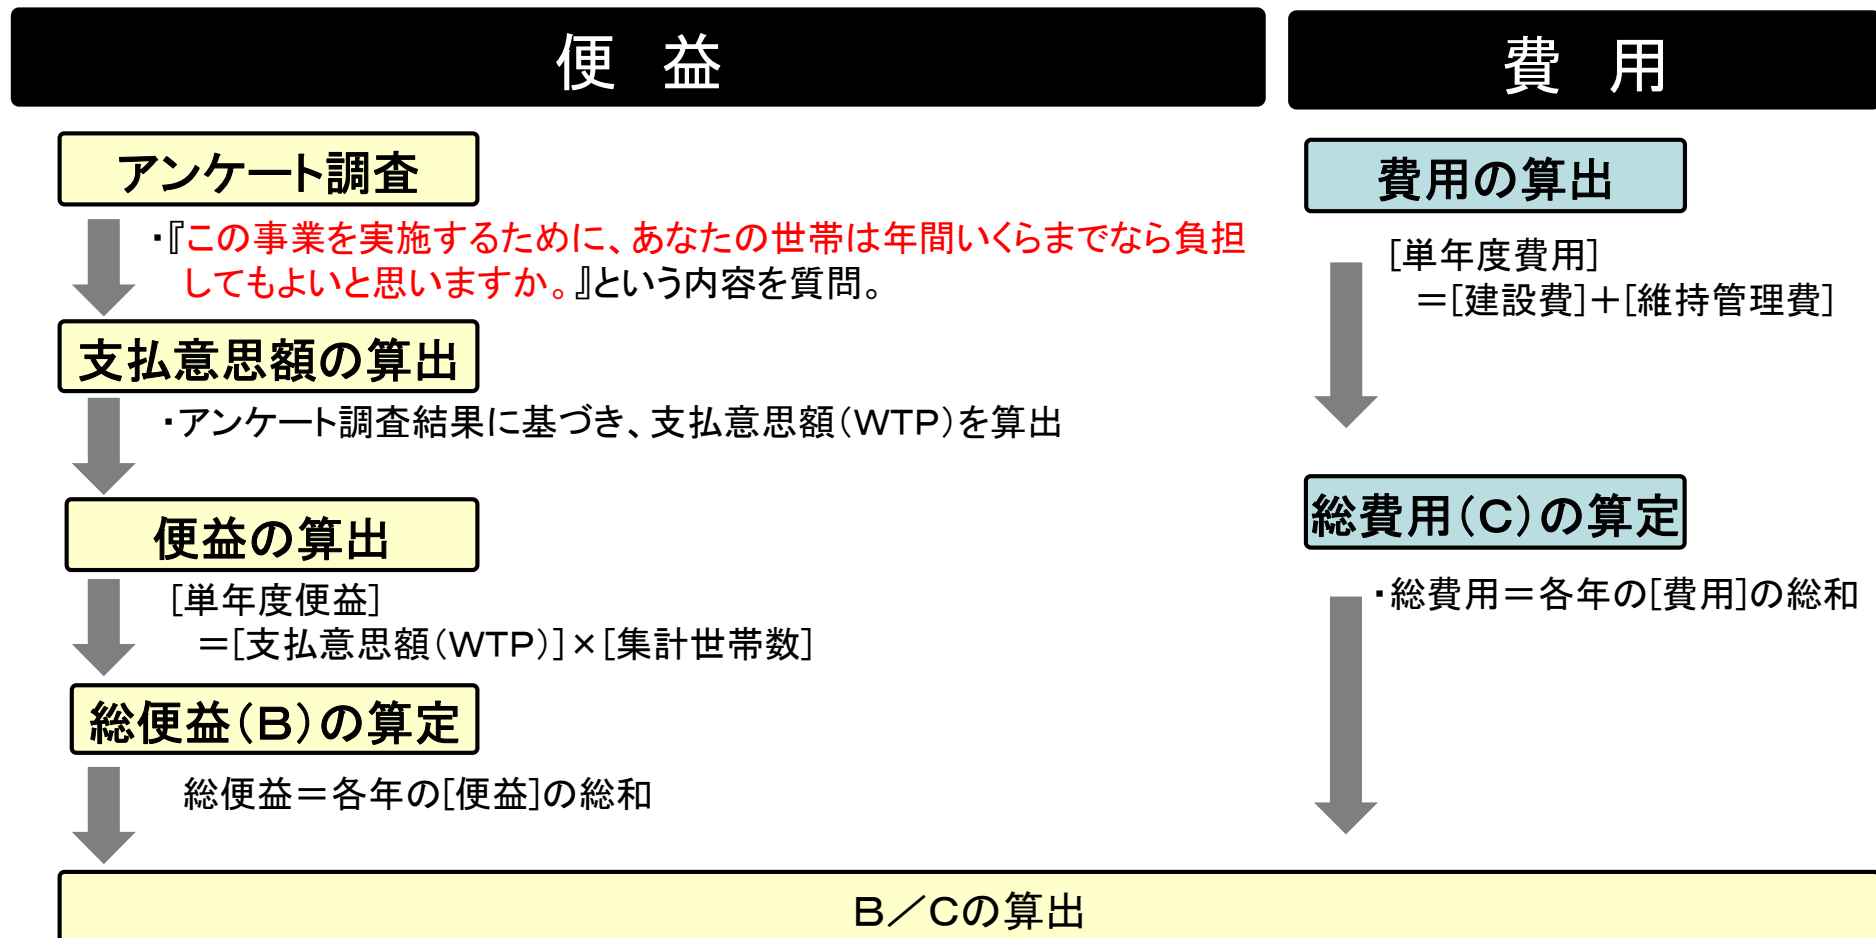 便　益
アンケート調査
・『この事業を実施するために、あなたの世帯は年間いくらまでなら負担
してもよいと思いますか。』という内容を質問。
支払意思額の算出
・アンケート調査結果に基づき、支払意思額（WTP）を算出
便益の算出
[単年度便益]
＝[支払意思額（WTP）]×[集計世帯数]
総便益（B）の算定
総便益＝各年の[便益]の総和
費　用
費用の算出
[単年度費用]
＝[建設費]＋[維持管理費]
総費用（C）の算定
・総費用＝各年の[費用]の総和
B／Cの算出